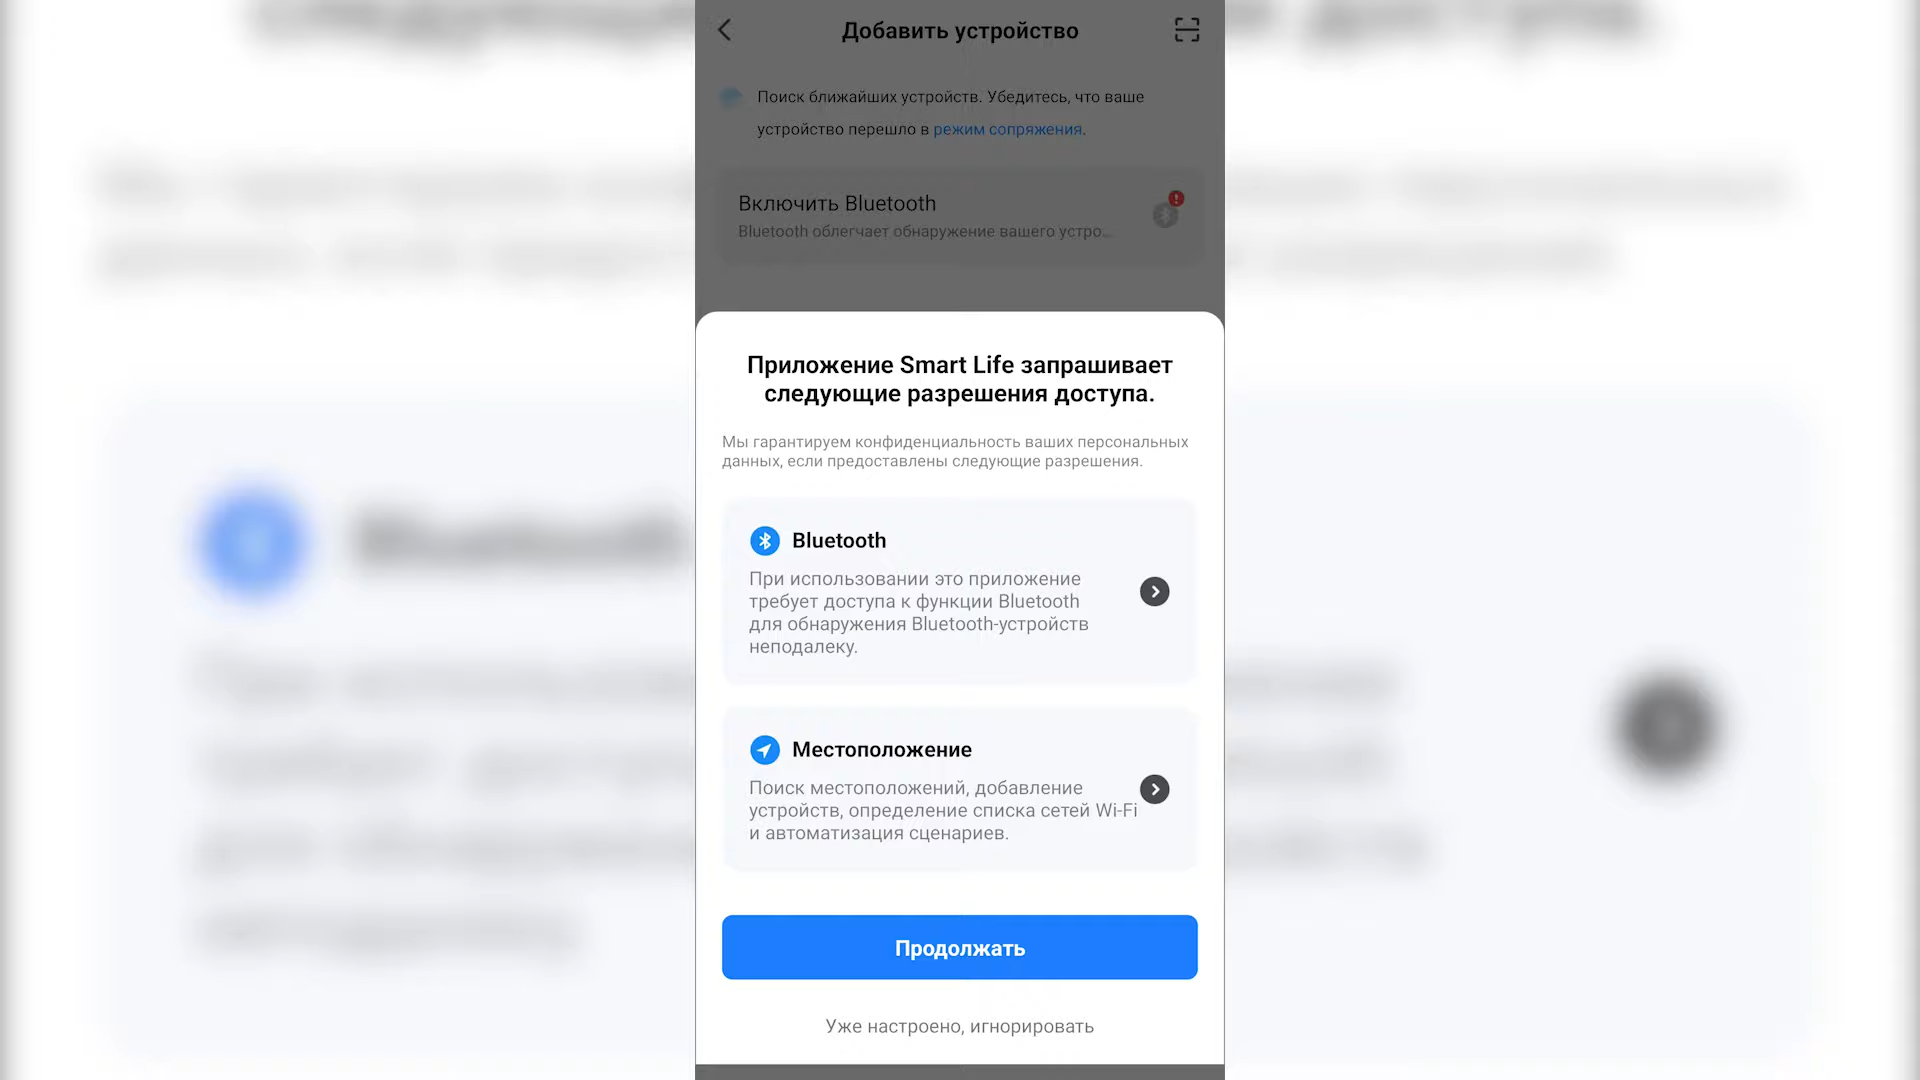 Добавить устройство
Поиск ближайших устройств. Убедитесь, что ваше
устройство перешло в режим сопряжения.
Включить Bluetooth
Bluetooth облегчает обнаружение вашего устро...
Приложение Smart Life запрашивает
следующие разрешения доступа.
Мы гарантируем конфиденциальность ваших персональных
данных, если предоставлены следующие разрешения.
Bluetooth
При использовании это приложение
требует доступа к функции Bluetooth
для обнаружения Bluetooth-устройств
неподалеку.
Местоположение
Поиск местоположений, добавление
устройств, определение списка сетей Wi-Fi
и автоматизация сценариев.
Продолжать
Уже настроено, игнорировать